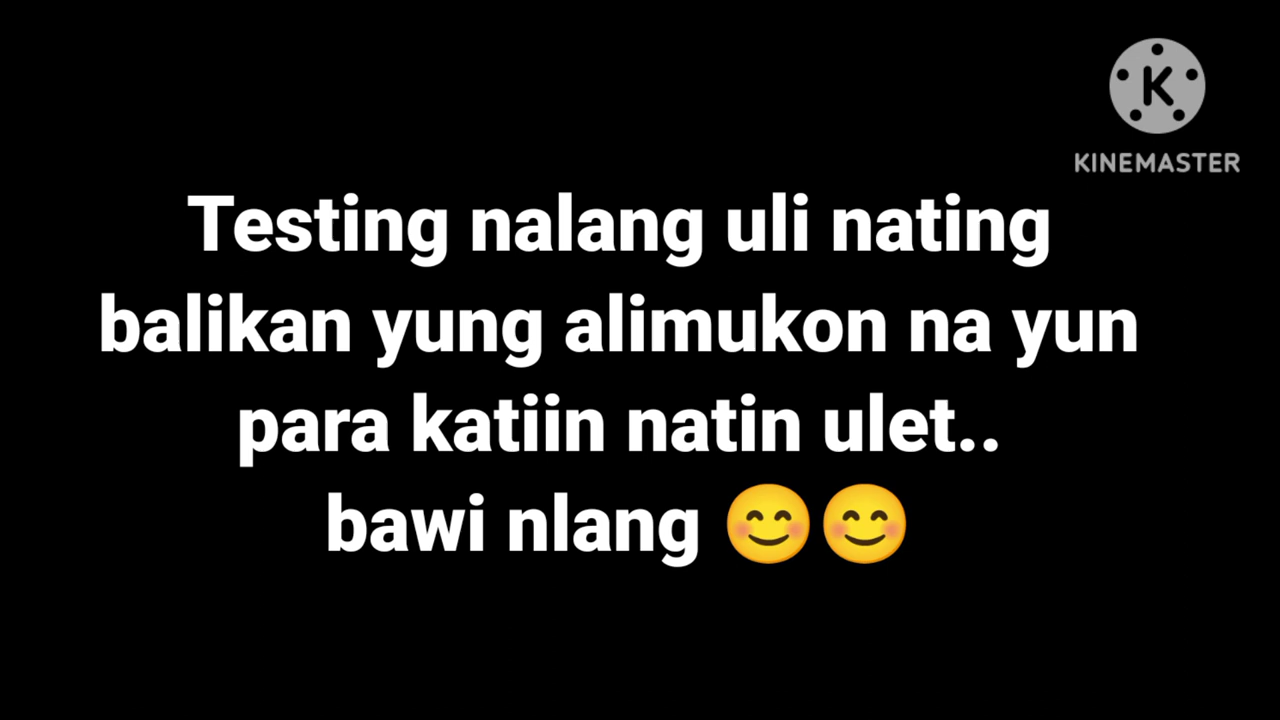 KINEMASTER
Testing nalang uli nating
balikan yung alimukon na yun
para katiin natin ulet..
bawi nlang 😊😊